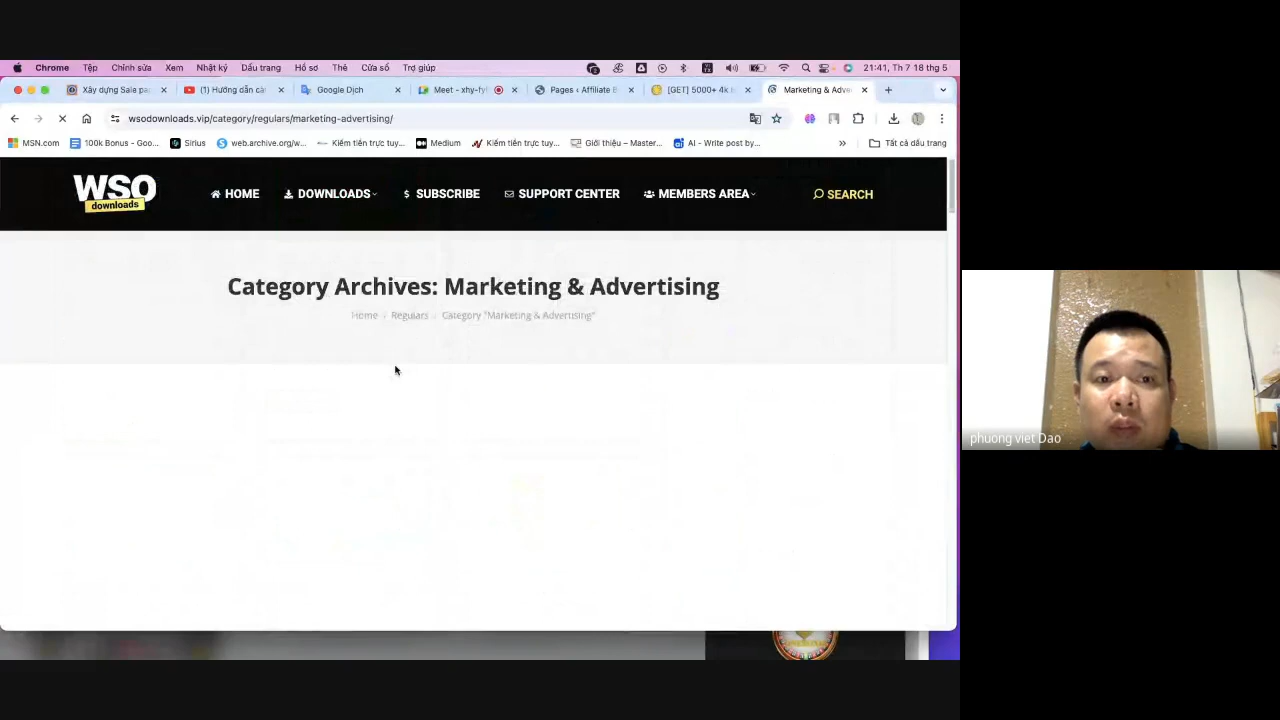 Chrome Tệp Chỉnh sửa Xem Nhật ký Dấu trang Hồ sơ Thẻ Cửa sổ Trợ giúp 21:41, Th 7 18 thg 5
Xây dựng Sale pa (1) Hướng dẫn cà Google Dịch Meet - xhy-fyl Pages ‹ Affiliate B [GET] 5000+ 4k Marketing & Adve
wsodownloads.vip/category/regulars/marketing-advertising/
MSN.com 100k Bonus - Goo... Sirius web.archive.org/w... Kiếm tiền trực tuy... Medium Kiếm tiền trực tuy... Giới thiệu – Master... AI - Write post by... » Tất cả dấu trang
WSO
downloads
HOME DOWNLOADS SUBSCRIBE SUPPORT CENTER MEMBERS AREA SEARCH
Category Archives: Marketing & Advertising
Home › Regulars › Category "Marketing & Advertising"
phuong viet Dao